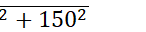 ² + 150²